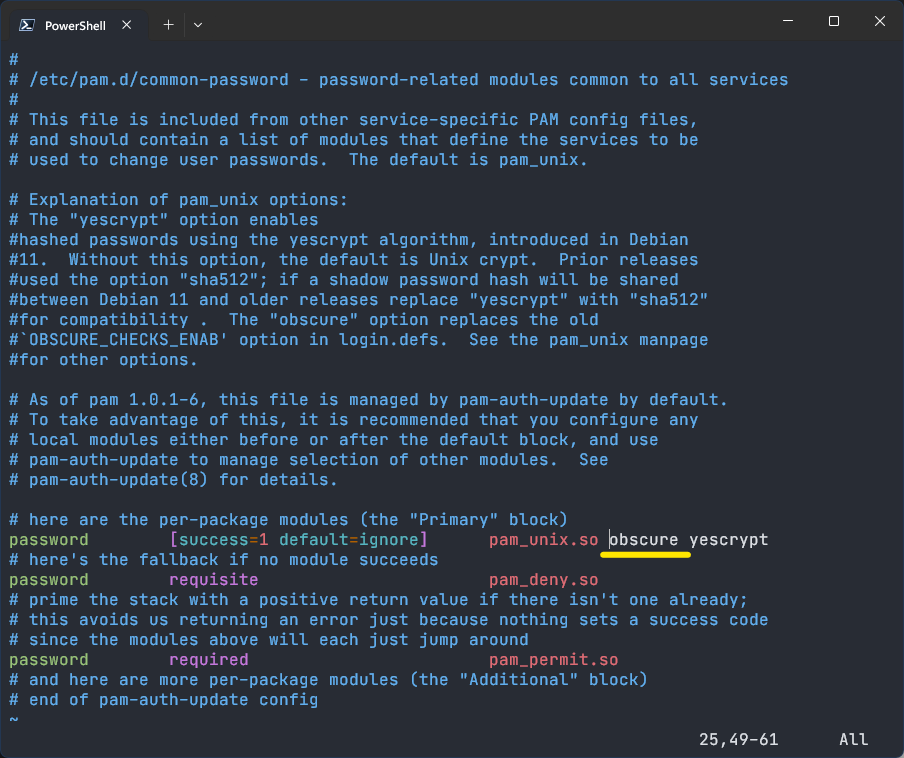 PowerShell
#
# /etc/pam.d/common-password - password-related modules common to all services
#
# This file is included from other service-specific PAM config files,
# and should contain a list of modules that define the services to be
# used to change user passwords.  The default is pam_unix.

# Explanation of pam_unix options:
# The "yescrypt" option enables
#hashed passwords using the yescrypt algorithm, introduced in Debian
#11.  Without this option, the default is Unix crypt.  Prior releases
#used the option "sha512"; if a shadow password hash will be shared
#between Debian 11 and older releases replace "yescrypt" with "sha512"
#for compatibility .  The "obscure" option replaces the old
#`OBSCURE_CHECKS_ENAB' option in login.defs.  See the pam_unix manpage
#for other options.

# As of pam 1.0.1-6, this file is managed by pam-auth-update by default.
# To take advantage of this, it is recommended that you configure any
# local modules either before or after the default block, and use
# pam-auth-update to manage selection of other modules.  See
# pam-auth-update(8) for details.

# here are the per-package modules (the "Primary" block)
password        [success=1 default=ignore]      pam_unix.so obscure yescrypt
# here's the fallback if no module succeeds
password        requisite                       pam_deny.so
# prime the stack with a positive return value if there isn't one already;
# this avoids us returning an error just because nothing sets a success code
# since the modules above will each just jump around
password        required                        pam_permit.so
# and here are more per-package modules (the "Additional" block)
# end of pam-auth-update config
~
25,49-61      All